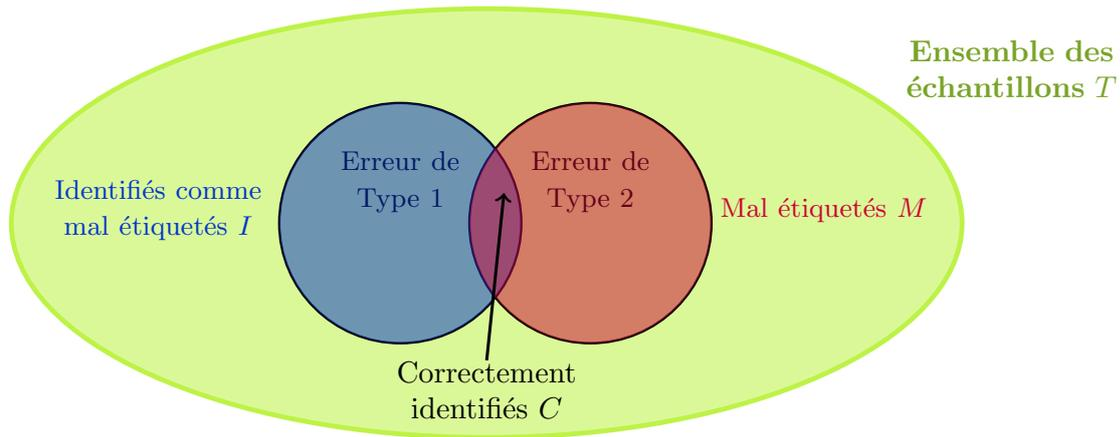 Ensemble des
échantillons T
Erreur de
Type 1
Erreur de
Type 2
Identifiés comme
mal étiquetés I
Mal étiquetés M
Correctement
identifiés C